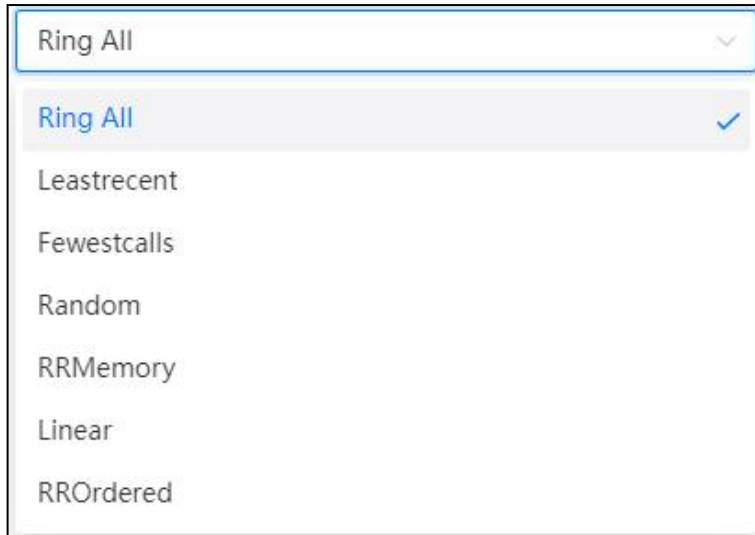 Ring All
Ring All
Leastrecent
Fewestcalls
Random
RRMemory
Linear
RROrdered